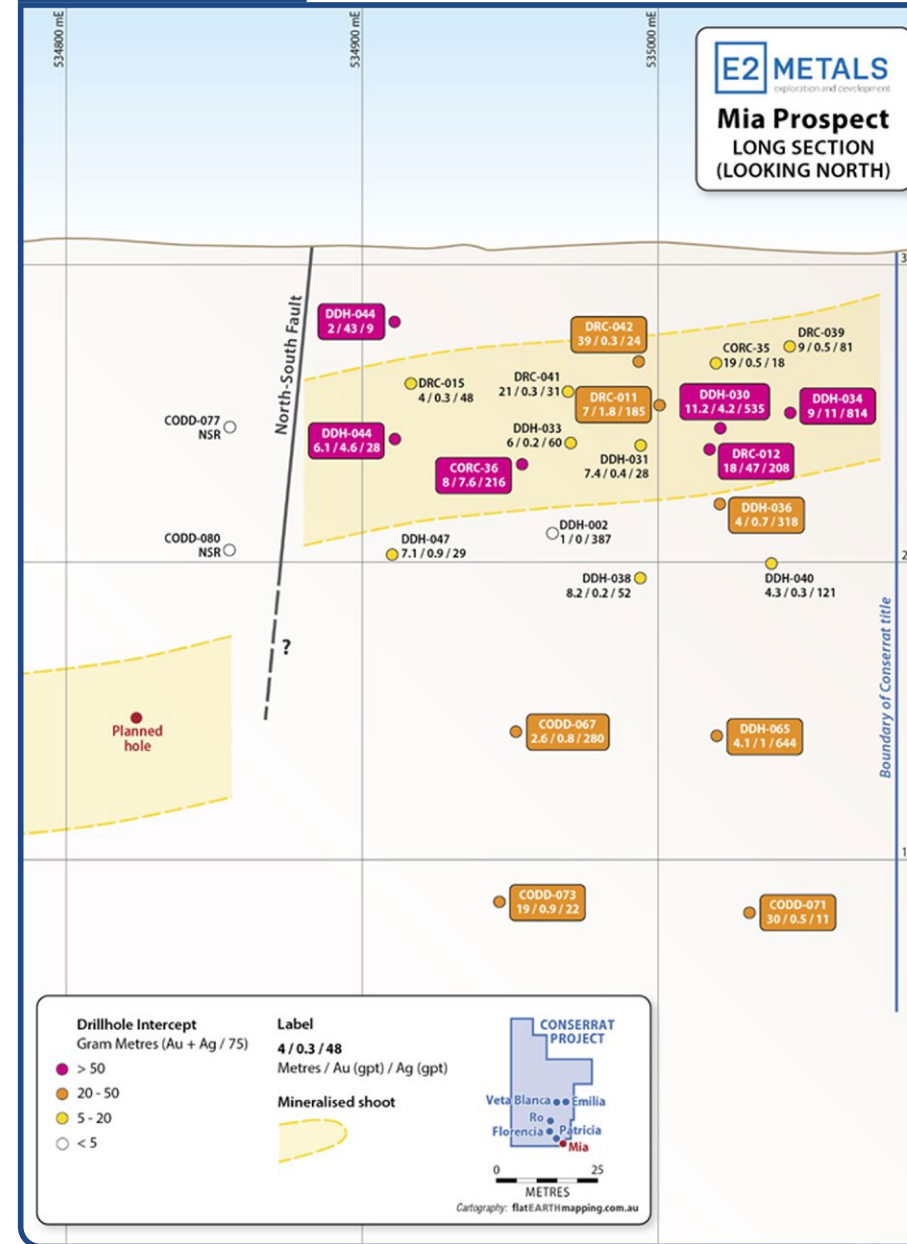 534800 mE
534900 mE
535000 mE
E2 METALS
exploration and development
Mia Prospect
LONG SECTION
(LOOKING NORTH)
3
North-South Fault
DDH-044
2 / 43 / 9
DRC-042
39 / 0.3 / 24
DRC-039
9 / 0.5 / 81
CORC-35
19 / 0.5 / 18
DRC-015
4 / 0.3 / 48
DRC-041
21 / 0.3 / 31
DRC-011
7 / 1.8 / 185
DDH-030
11.2 / 4.2 / 535
DDH-034
9 / 11 / 814
CODD-077
NSR
DDH-044
6.1 / 4.6 / 28
DDH-033
6 / 0.2 / 60
DDH-031
7.4 / 0.4 / 28
DRC-012
18 / 47 / 208
CORC-36
8 / 7.6 / 216
DDH-036
4 / 0.7 / 318
CODD-080
NSR
DDH-002
1 / 0 / 387
DDH-047
7.1 / 0.9 / 29
2
DDH-038
8.2 / 0.2 / 52
DDH-040
4.3 / 0.3 / 121
?
Boundary of Conserrat title
Planned
hole
CODD-067
2.6 / 0.8 / 280
DDH-065
4.1 / 1 / 644
1
CODD-073
19 / 0.9 / 22
CODD-071
30 / 0.5 / 11
Drillhole Intercept
Gram Metres (Au + Ag / 75)
> 50
20 - 50
5 - 20
< 5
Label
4 / 0.3 / 48
Metres / Au (gpt) / Ag (gpt)
Mineralised shoot
CONSERRAT
PROJECT
Veta Blanca
Emilia
Ro
Florencia
Patricia
Mia
0 25
METRES
Cartography: flatEARTHmapping.com.au